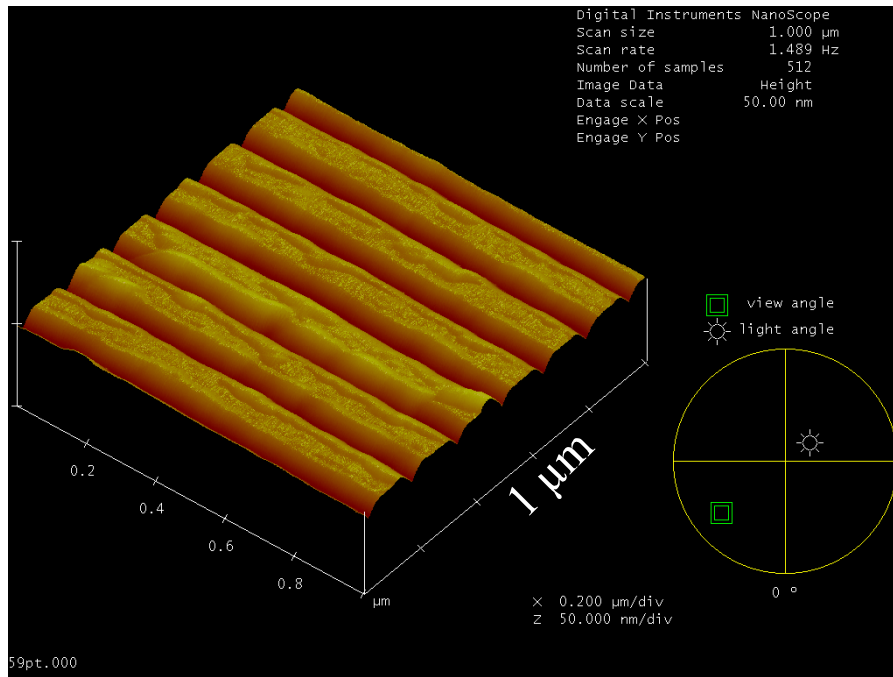 Digital Instruments NanoScope
Scan size 1.000 µm
Scan rate 1.489 Hz
Number of samples 512
Image Data Height
Data scale 50.00 nm
Engage X Pos
Engage Y Pos
view angle
light angle
0.2
0.4
0.6
0.8
µm
1 µm
X 0.200 µm/div
Z 50.000 nm/div
0 º
59pt.000